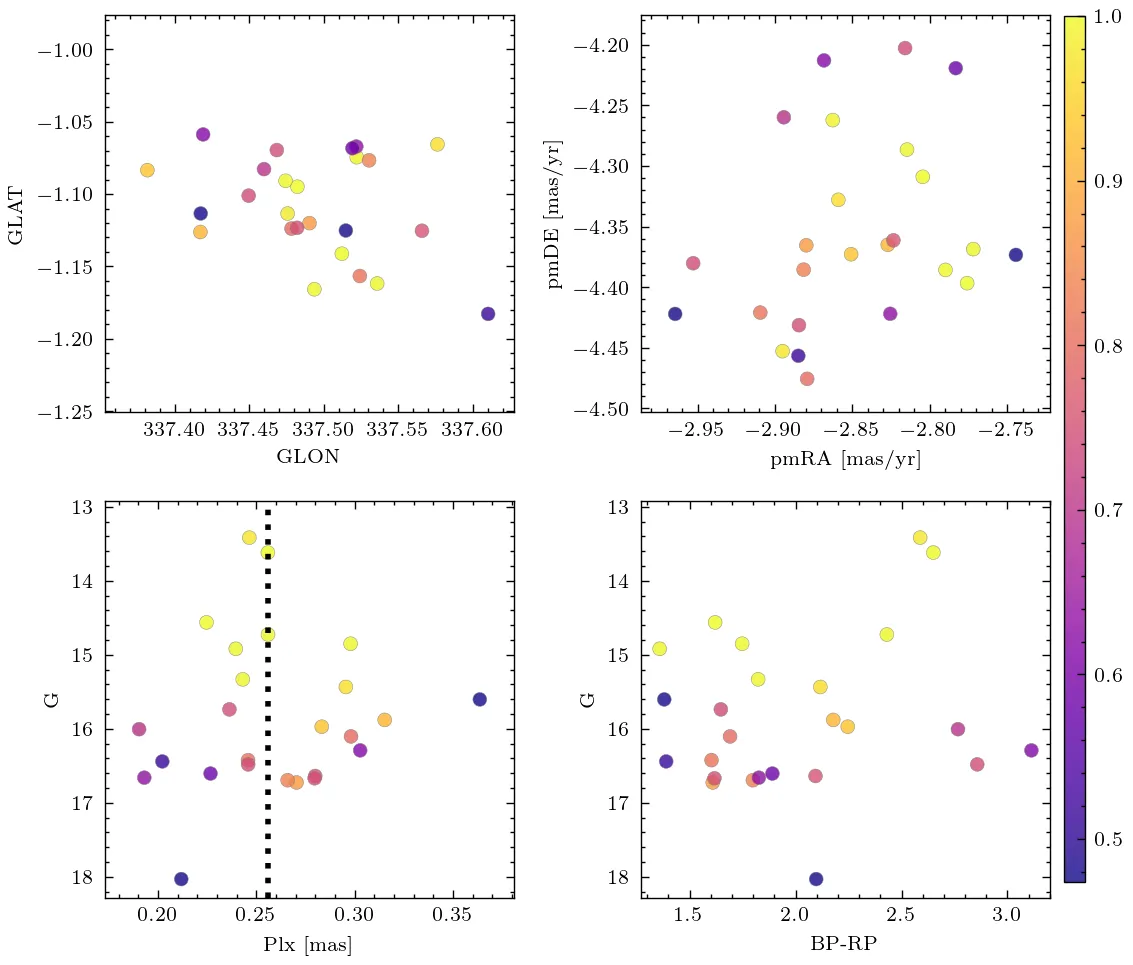 −1.00
−1.05
−1.10
−1.15
−1.20
−1.25
GLAT
337.40 337.45 337.50 337.55 337.60
GLON
−4.20
−4.25
−4.30
−4.35
−4.40
−4.45
−4.50
pmDE [mas/yr]
−2.95 −2.90 −2.85 −2.80 −2.75
pmRA [mas/yr]
1.0
0.9
0.8
0.7
0.6
0.5
13
14
15
16
17
18
G
0.20 0.25 0.30 0.35
Plx [mas]
13
14
15
16
17
18
G
1.5 2.0 2.5 3.0
BP-RP